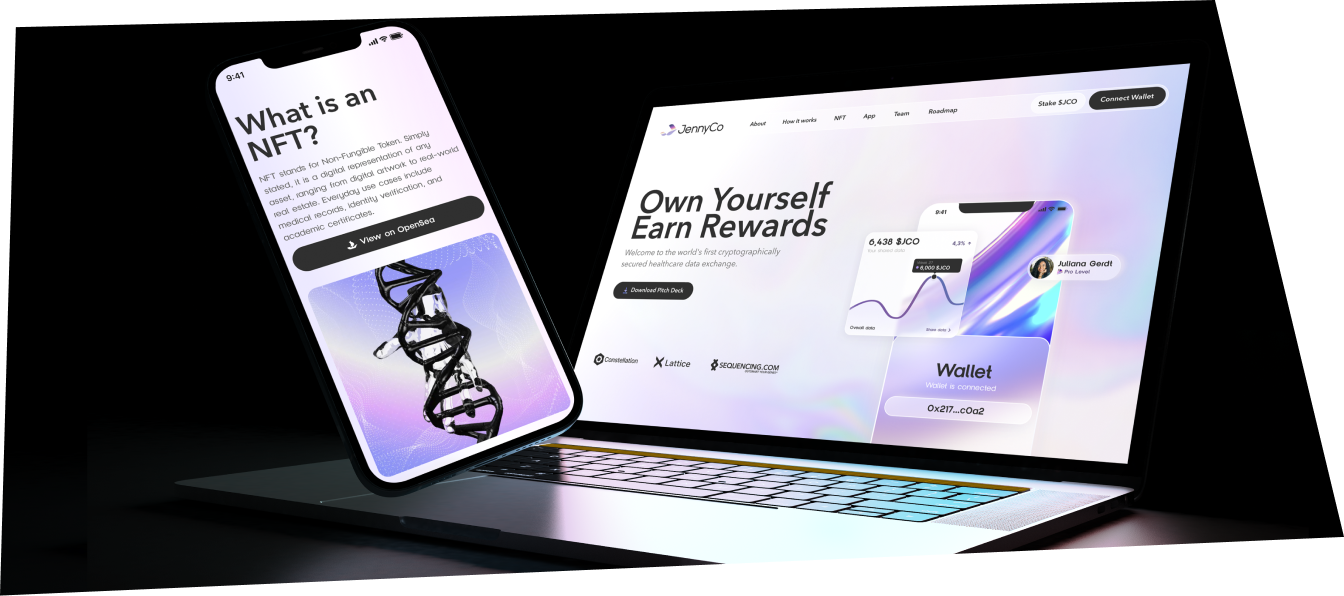 9:41
What is an
NFT?
NFT stands for Non-Fungible Token. Simply
stated, it is a digital representation of any
asset, ranging from digital artwork to real-world
real estate. Everyday use cases include
medical records, identity verification, and
academic certificates.
View on OpenSea
JennyCo
About How it works NFT App Team Roadmap
Stake $JCO
Connect Wallet
Own Yourself
Earn Rewards
Welcome to the world's first cryptographically
secured healthcare data exchange.
Download Pitch Deck
Constellation
Lattice
SEQUENCING.COM
9:41
6,438 $JCO
4,3%
+ 6,000 $JCO
Overall data
Juliana Gerdt
Pro Level
Wallet
Wallet is connected
0x217...c0a2